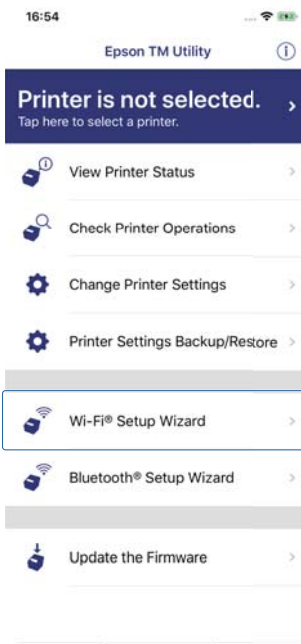 16:54
Epson TM Utility
Printer is not selected.
Tap here to select a printer.
View Printer Status
Check Printer Operations
Change Printer Settings
Printer Settings Backup/Restore
Wi-Fi® Setup Wizard
Bluetooth® Setup Wizard
Update the Firmware